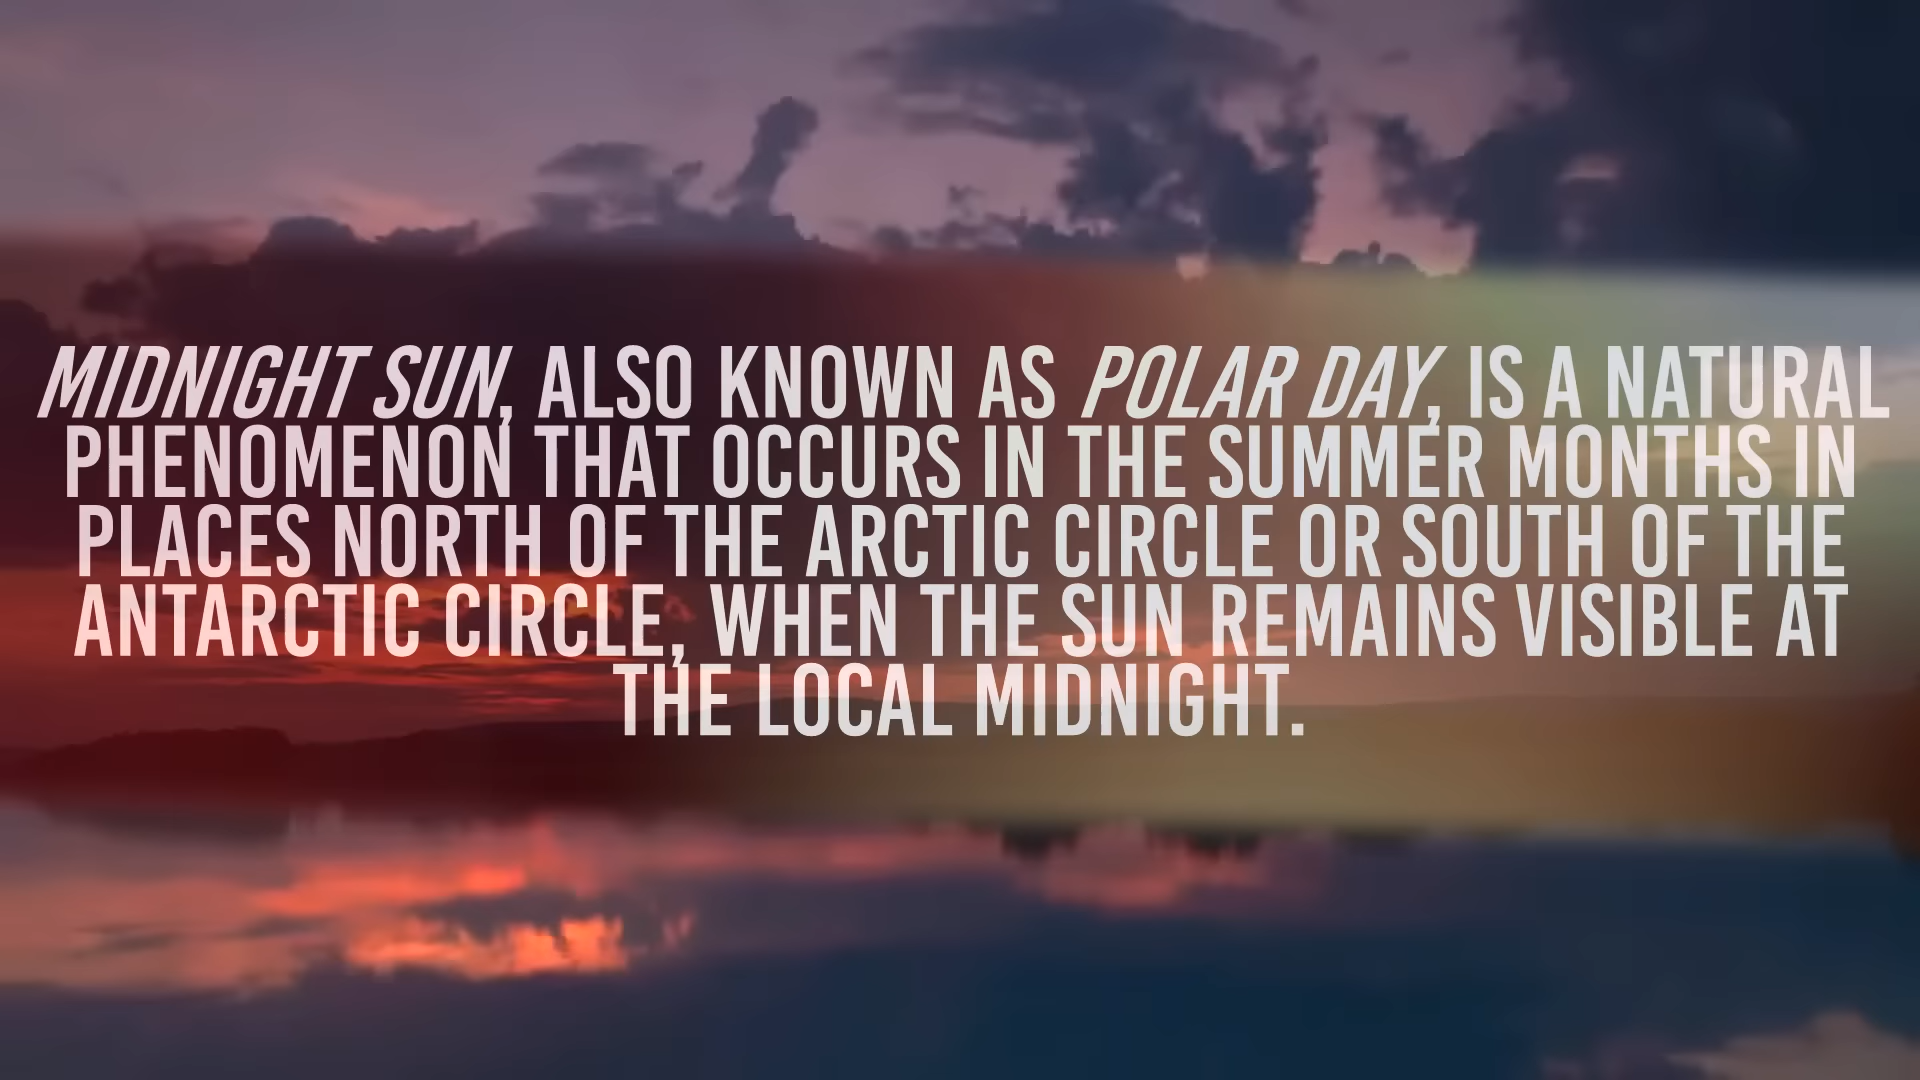 MIDNIGHT SUN, ALSO KNOWN AS POLAR DAY, IS A NATURAL
PHENOMENON THAT OCCURS IN THE SUMMER MONTHS IN
PLACES NORTH OF THE ARCTIC CIRCLE OR SOUTH OF THE
ANTARCTIC CIRCLE, WHEN THE SUN REMAINS VISIBLE AT
THE LOCAL MIDNIGHT.